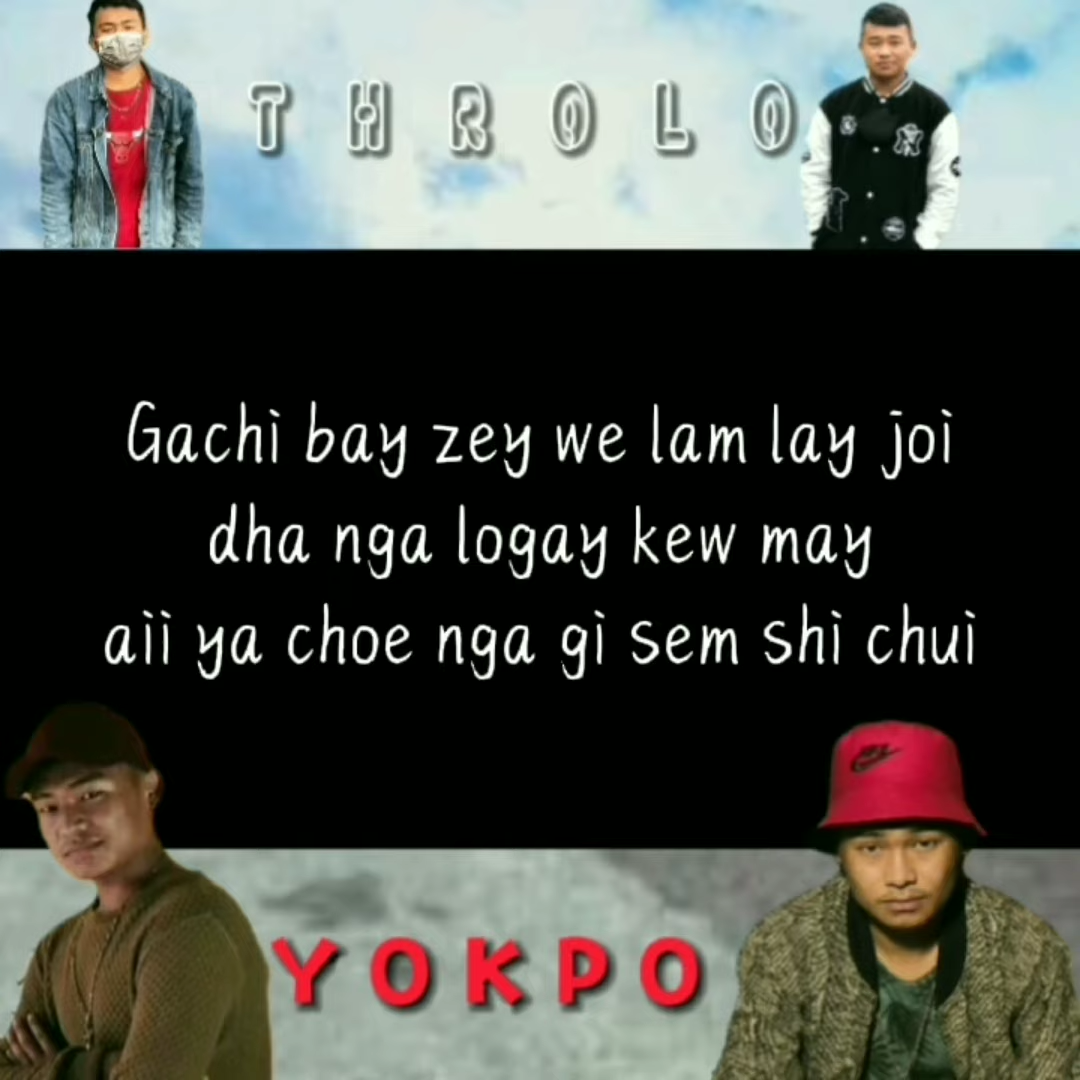 THROLO
Gachi bay zey we lam lay joi
dha nga logay kew may
aii ya choe nga gi sem shi chui
YOKPO